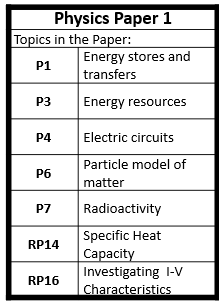 Physics Paper 1
Topics in the Paper:
P1 Energy stores and
transfers
P3 Energy resources
P4 Electric circuits
P6 Particle model of
matter
P7 Radioactivity
RP14 Specific Heat
Capacity
RP16 Investigating I-V
Characteristics